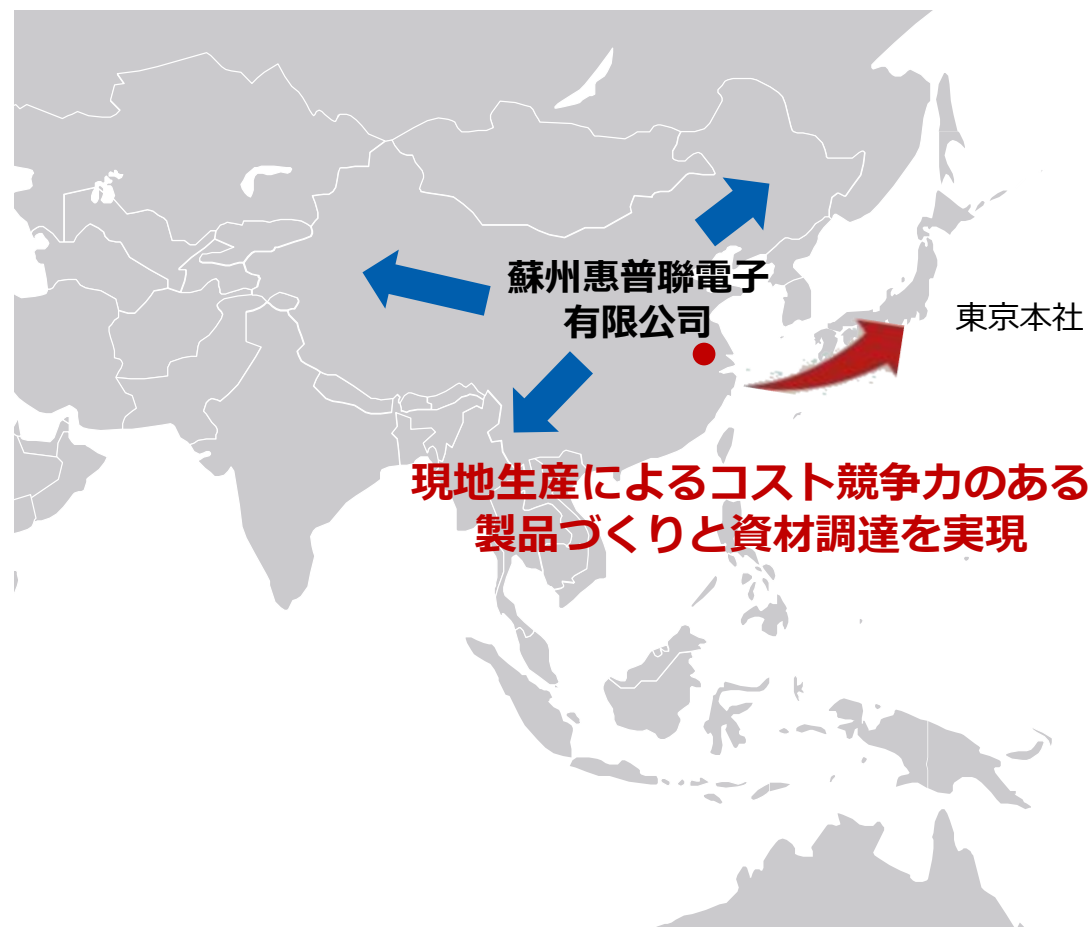 蘇州惠普聯電子
有限公司
東京本社
現地生産によるコスト競争力のある
製品づくりと資材調達を実現